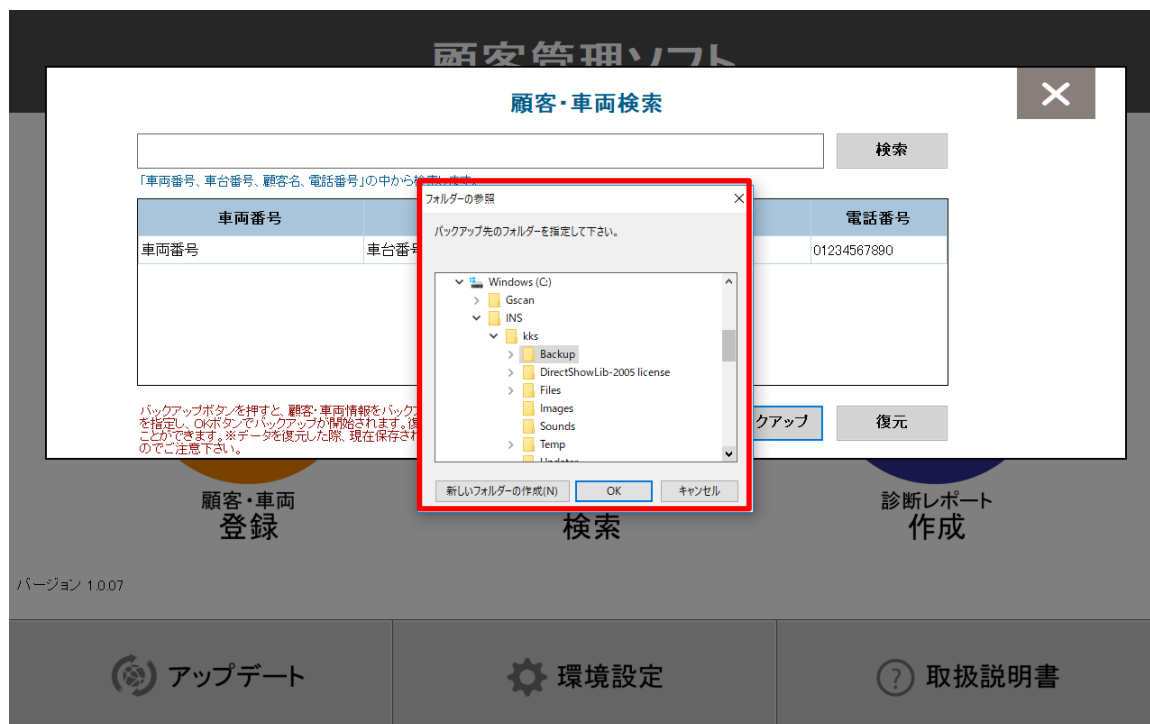 顧客管理ソフト
顧客・車両検索
検索
「車両番号、車台番号、顧客名、電話番号」の中から検索します。
車両番号
電話番号
車両番号
車台番号
01234567890
フォルダーの参照
バックアップ先のフォルダーを指定して下さい。
Windows (C:)
Gscan
INS
kks
Backup
DirectShowLib-2005 license
Files
Images
Sounds
Temp
Updater
新しいフォルダーの作成(N)
OK
キャンセル
バックアップボタンを押すと、顧客・車両情報をバック
を指定し、OKボタンでバックアップが開始されます。
ことができます。※データを復元した際、現在保存され
のでご注意下さい。
クアップ
復元
顧客・車両
登録
検索
診断レポート
作成
バージョン 1.0.07
アップデート
環境設定
取扱説明書